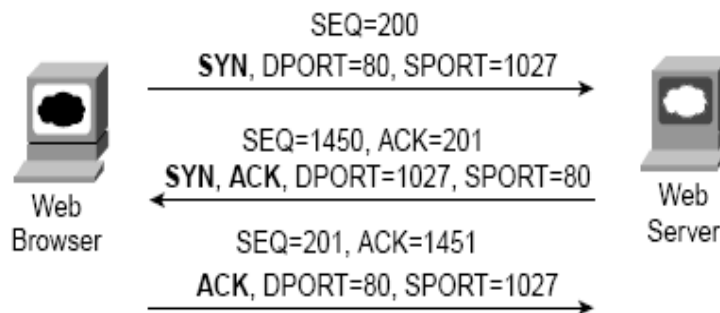 SEQ=200
SYN, DPORT=80, SPORT=1027
SEQ=1450, ACK=201
SYN, ACK, DPORT=1027, SPORT=80
Web
Browser
Web
Server
SEQ=201, ACK=1451
ACK, DPORT=80, SPORT=1027